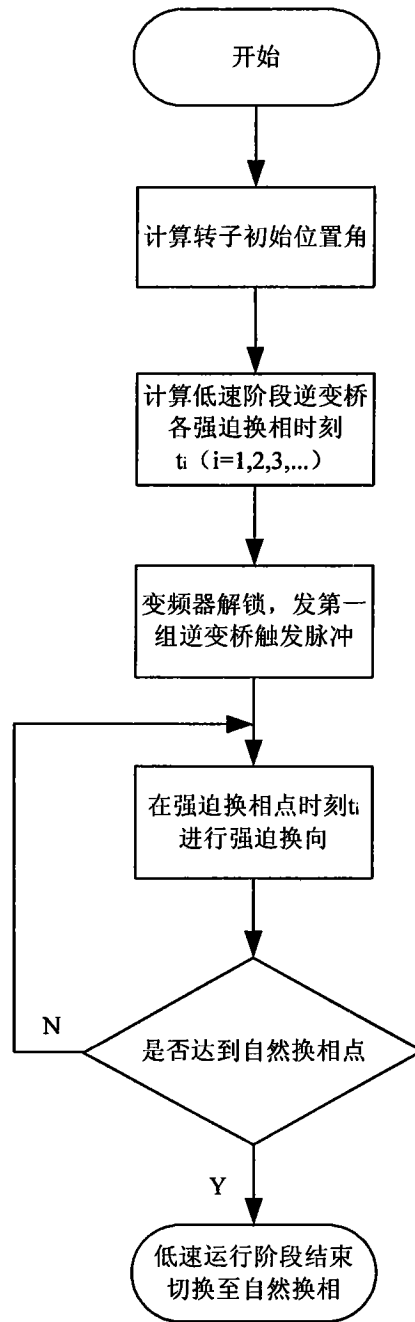 开始
计算转子初始位置角
计算低速阶段逆变桥
各强迫换相时刻
ti（i=1,2,3,...）
变频器解锁，发第一
组逆变桥触发脉冲
在强迫换相点时刻ti
进行强迫换向
是否达到自然换相点
N
Y
低速运行阶段结束
切换至自然换相